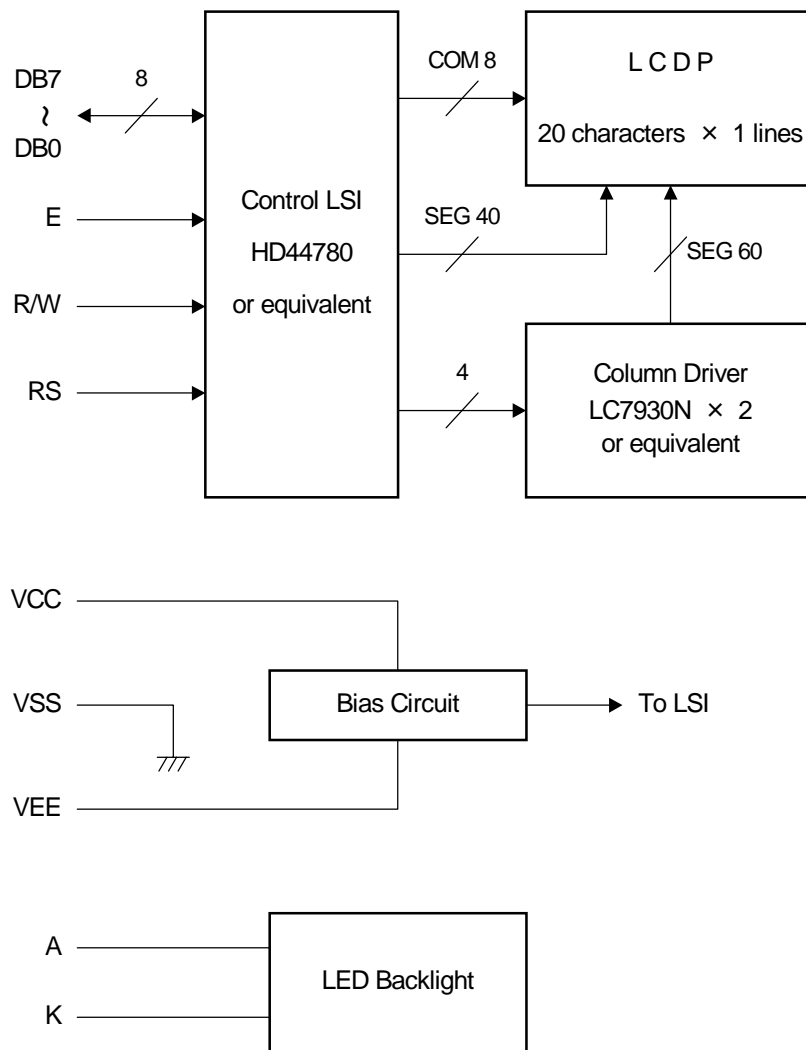 DB7
~
DB0
8
E
R/W
RS
Control LSI
HD44780
or equivalent
COM 8
SEG 40
4
L C D P
20 characters × 1 lines
SEG 60
Column Driver
LC7930N × 2
or equivalent
VCC
VSS
VEE
Bias Circuit
To LSI
A
K
LED Backlight